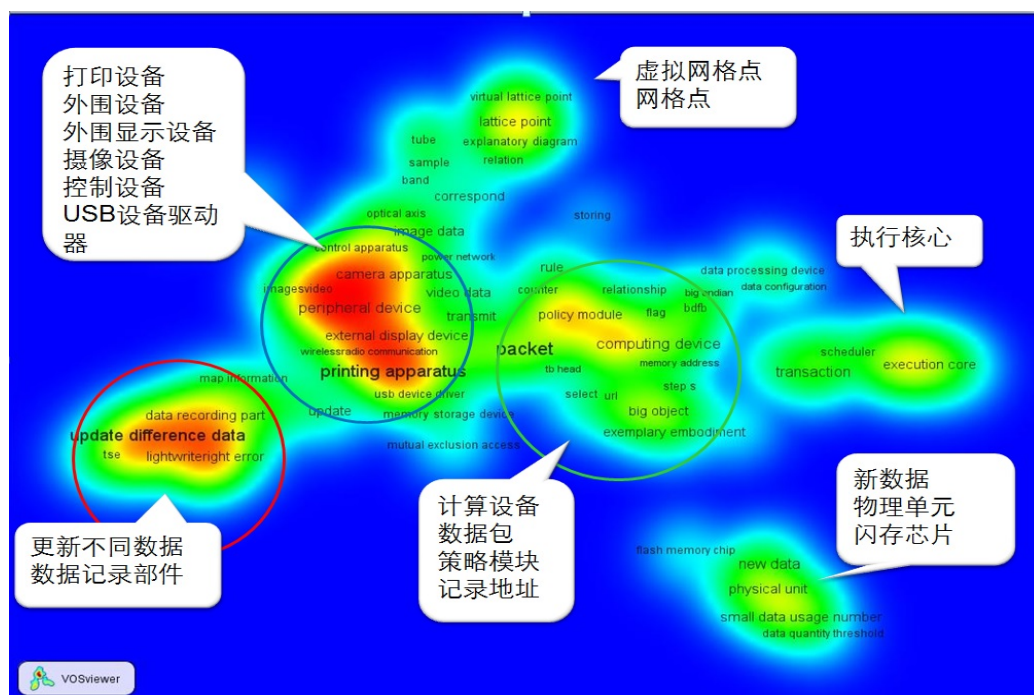 打印设备
外围设备
外围显示设备
摄像设备
控制设备
USB设备驱动
器
虚拟网格点
网格点
virtual lattice point
lattice point
explanatory diagram
relation
tube
sample
band
correspond
storing
optical axis
image data
control apparatus
power network
camera apparatus
imagesvideo
video data
peripheral device
transmit
external display device
wirelessradio communication
printing apparatus
usb device driver
update
memory storage device
mutual exclusion access
rule
counter
relationship
data processing device
data configuration
big endian
bdfb
policy module
flag
packet
computing device
memory address
tb head
step s
select
url
big object
exemplary embodiment
执行核心
scheduler
transaction
execution core
map information
data recording part
update difference data
tse
lightwriteright error
更新不同数据
数据记录部件
计算设备
数据包
策略模块
记录地址
新数据
物理单元
闪存芯片
flash memory chip
new data
physical unit
small data usage number
data quantity threshold
VOSviewer